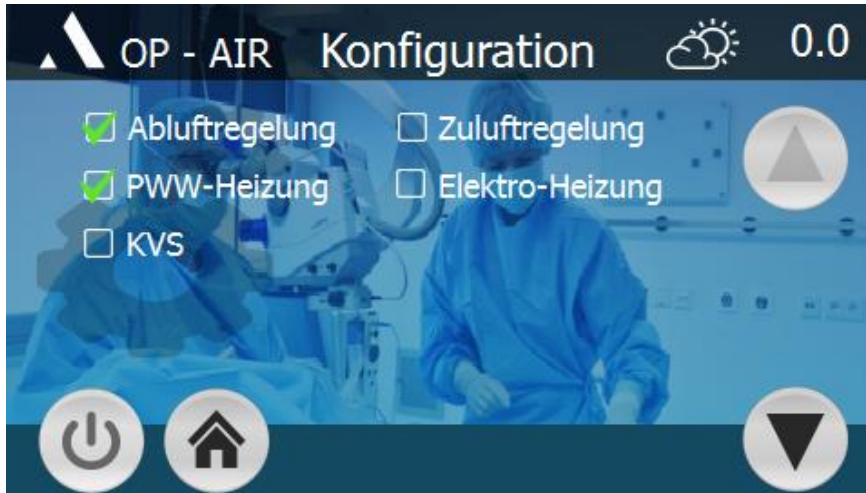 OP - AIR Konfiguration 0.0
Abluftregelung Zuluftregelung
PWW-Heizung Elektro-Heizung
KVS